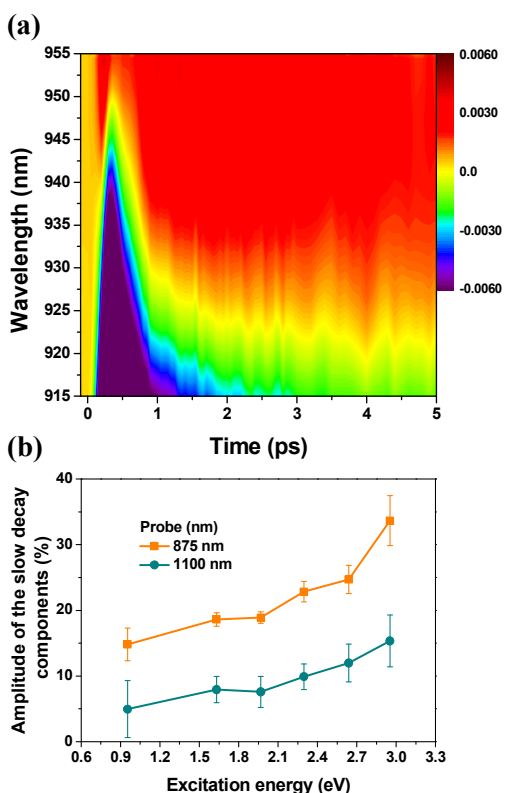 (a)
955
950
945
940
935
930
925
920
915
Wavelength (nm)
0 1 2 3 4 5
Time (ps)
0.0060
0.0030
0.0
-0.0030
-0.0060
(b)
40
30
20
10
0
Amplitude of the slow decay
components (%)
Probe (nm)
875 nm
1100 nm
0.6 0.9 1.2 1.5 1.8 2.1 2.4 2.7 3.0 3.3
Excitation energy (eV)